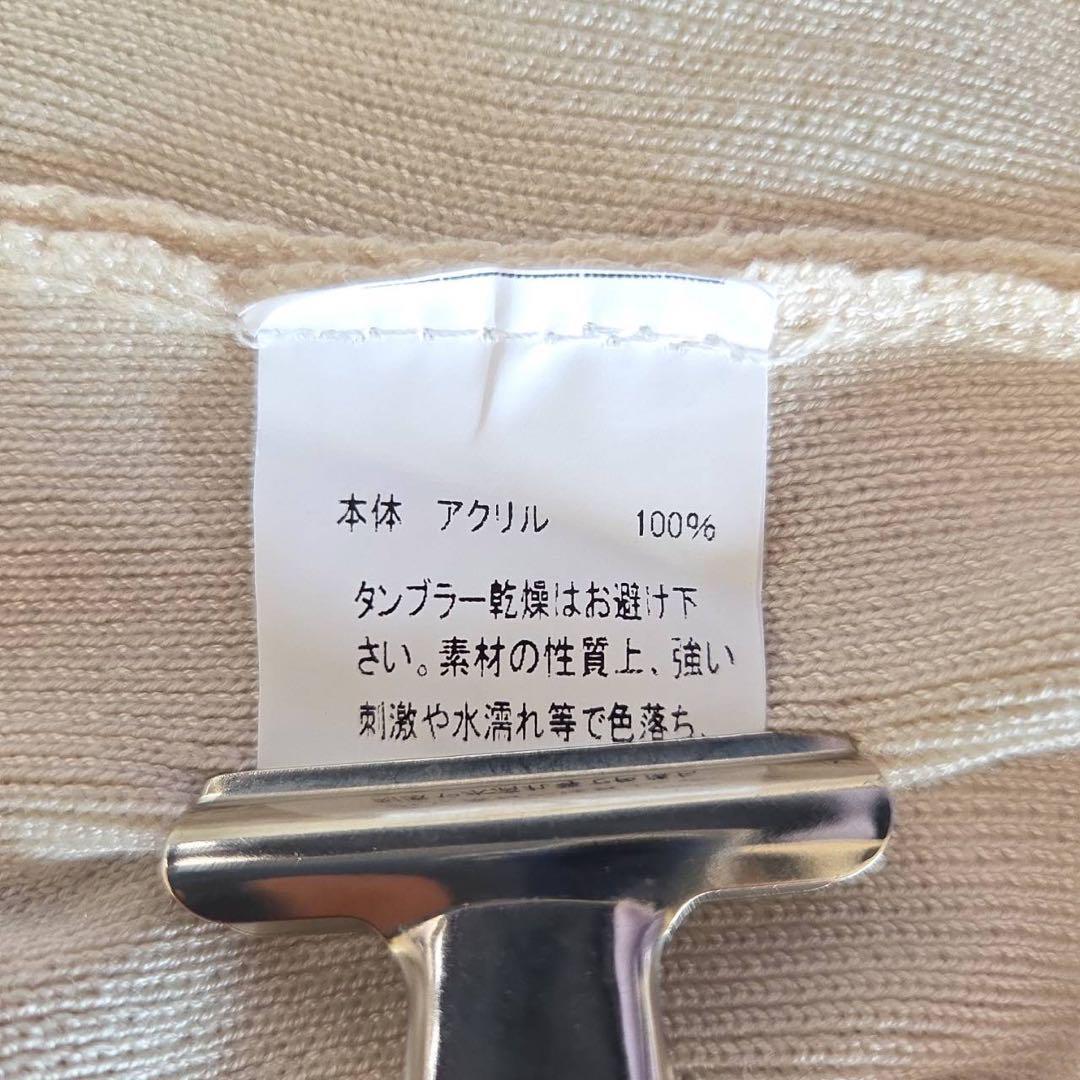 本体 アクリル 100%
タンブラー乾燥はお避け下
さい。素材の性質上、強い
刺激や水濡れ等で色落ち、